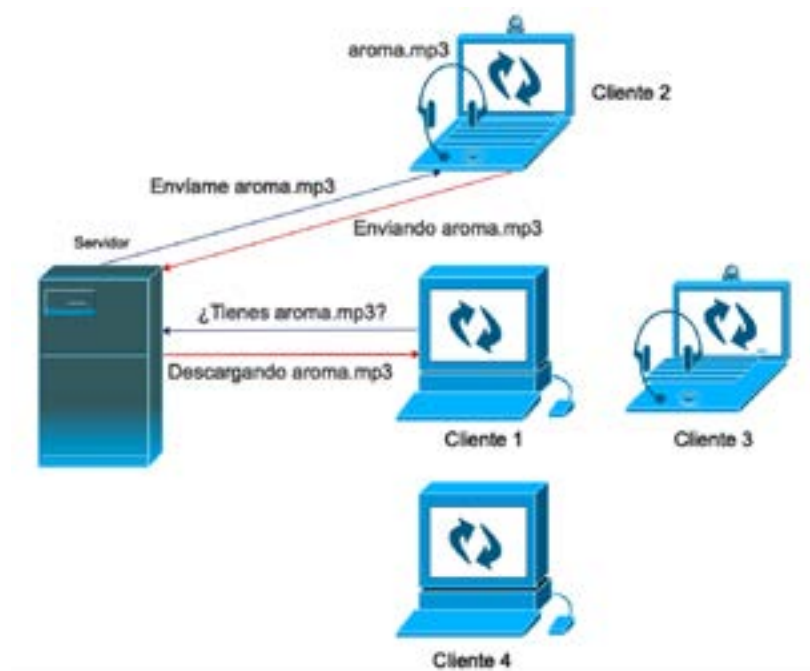 aroma.mp3
Cliente 2
Envíame aroma.mp3
Enviando aroma.mp3
Servidor
¿Tienes aroma.mp3?
Descargando aroma.mp3
Cliente 1
Cliente 3
Cliente 4